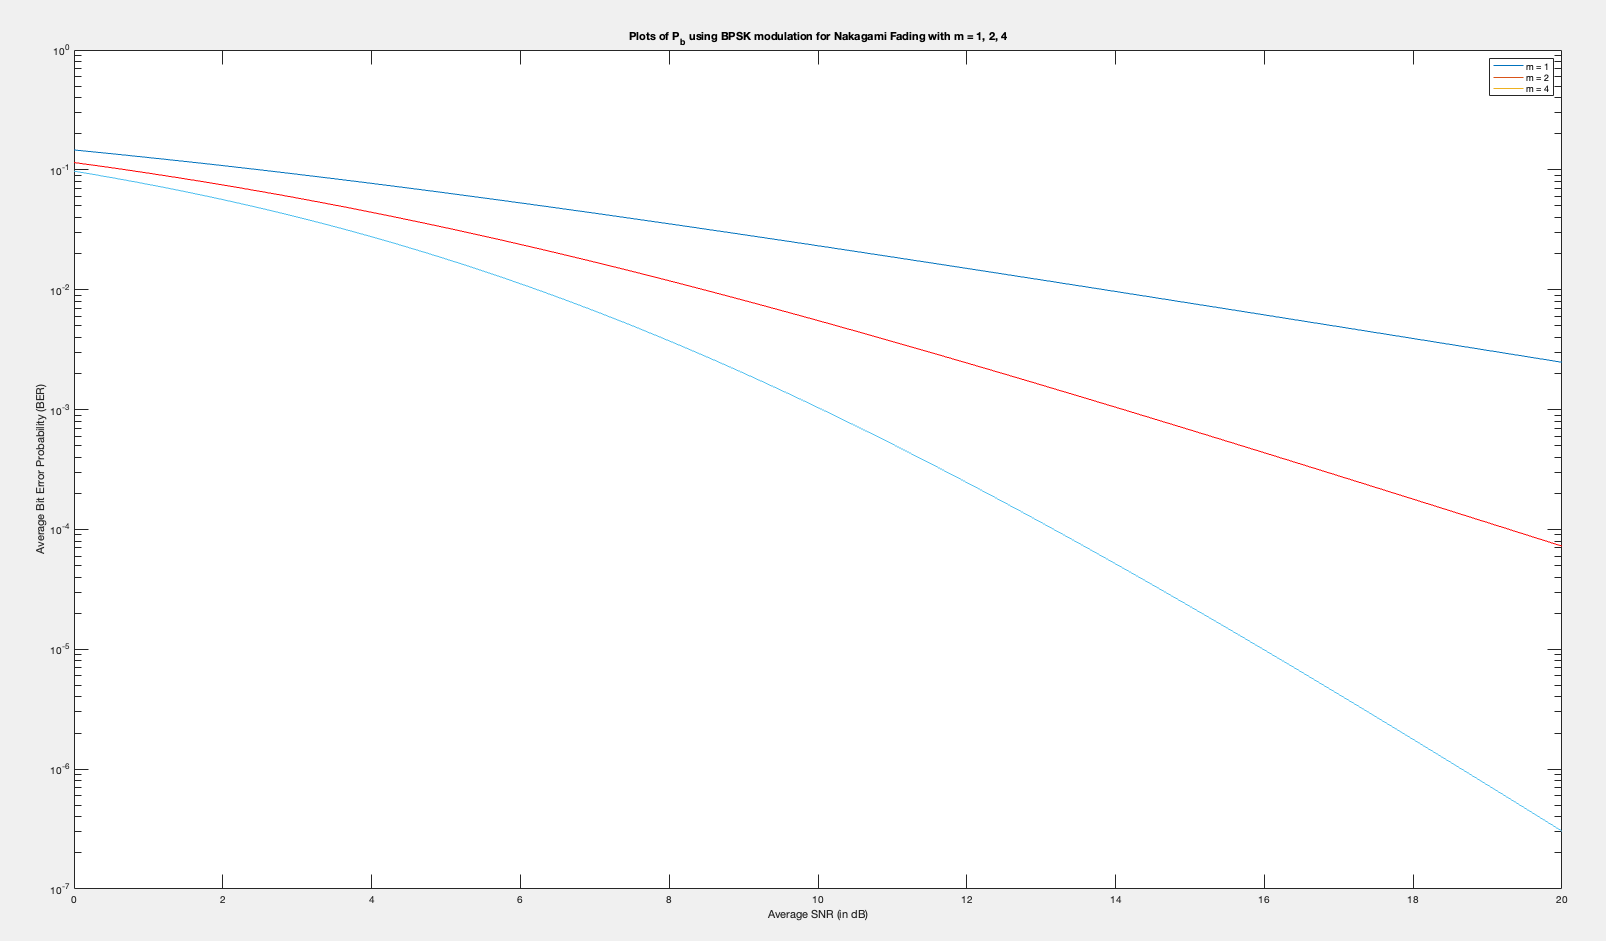 Plots of Pb using BPSK modulation for Nakagami Fading with m = 1, 2, 4
m = 1
m = 2
m = 4
10^0
10^-1
10^-2
10^-3
10^-4
10^-5
10^-6
10^-7
Average Bit Error Probability (BER)
0 2 4 6 8 10 12 14 16 18 20
Average SNR (in dB)